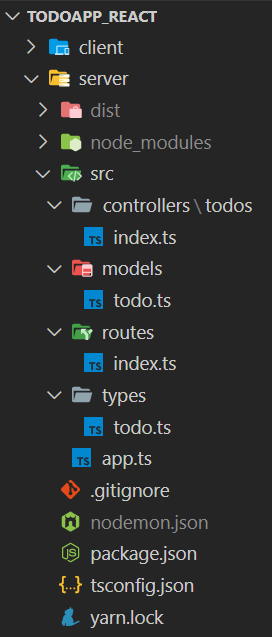 TODOAPP_REACT
client
server
dist
node_modules
src
controllers \ todos
TS index.ts
models
TS todo.ts
routes
TS index.ts
types
TS todo.ts
TS app.ts
.gitignore
nodemon.json
JS package.json
{..} tsconfig.json
yarn.lock